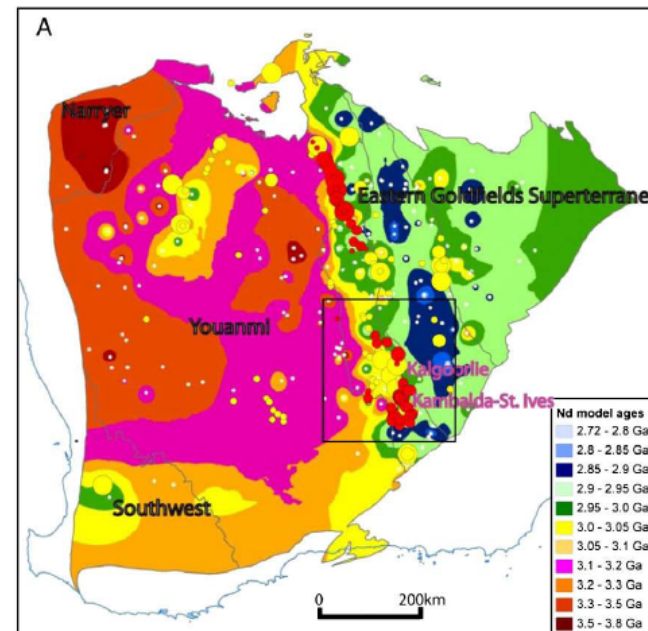 A
Narryer
Eastern Goldfields Superterrane
Youanmi
Kalgoorlie
Kambalda-St. Ives
Southwest
0 200km
Nd model ages
2.72 - 2.8 Ga
2.8 - 2.85 Ga
2.85 - 2.9 Ga
2.9 - 2.95 Ga
2.95 - 3.0 Ga
3.0 - 3.05 Ga
3.05 - 3.1 Ga
3.1 - 3.2 Ga
3.2 - 3.3 Ga
3.3 - 3.5 Ga
3.5 - 3.8 Ga